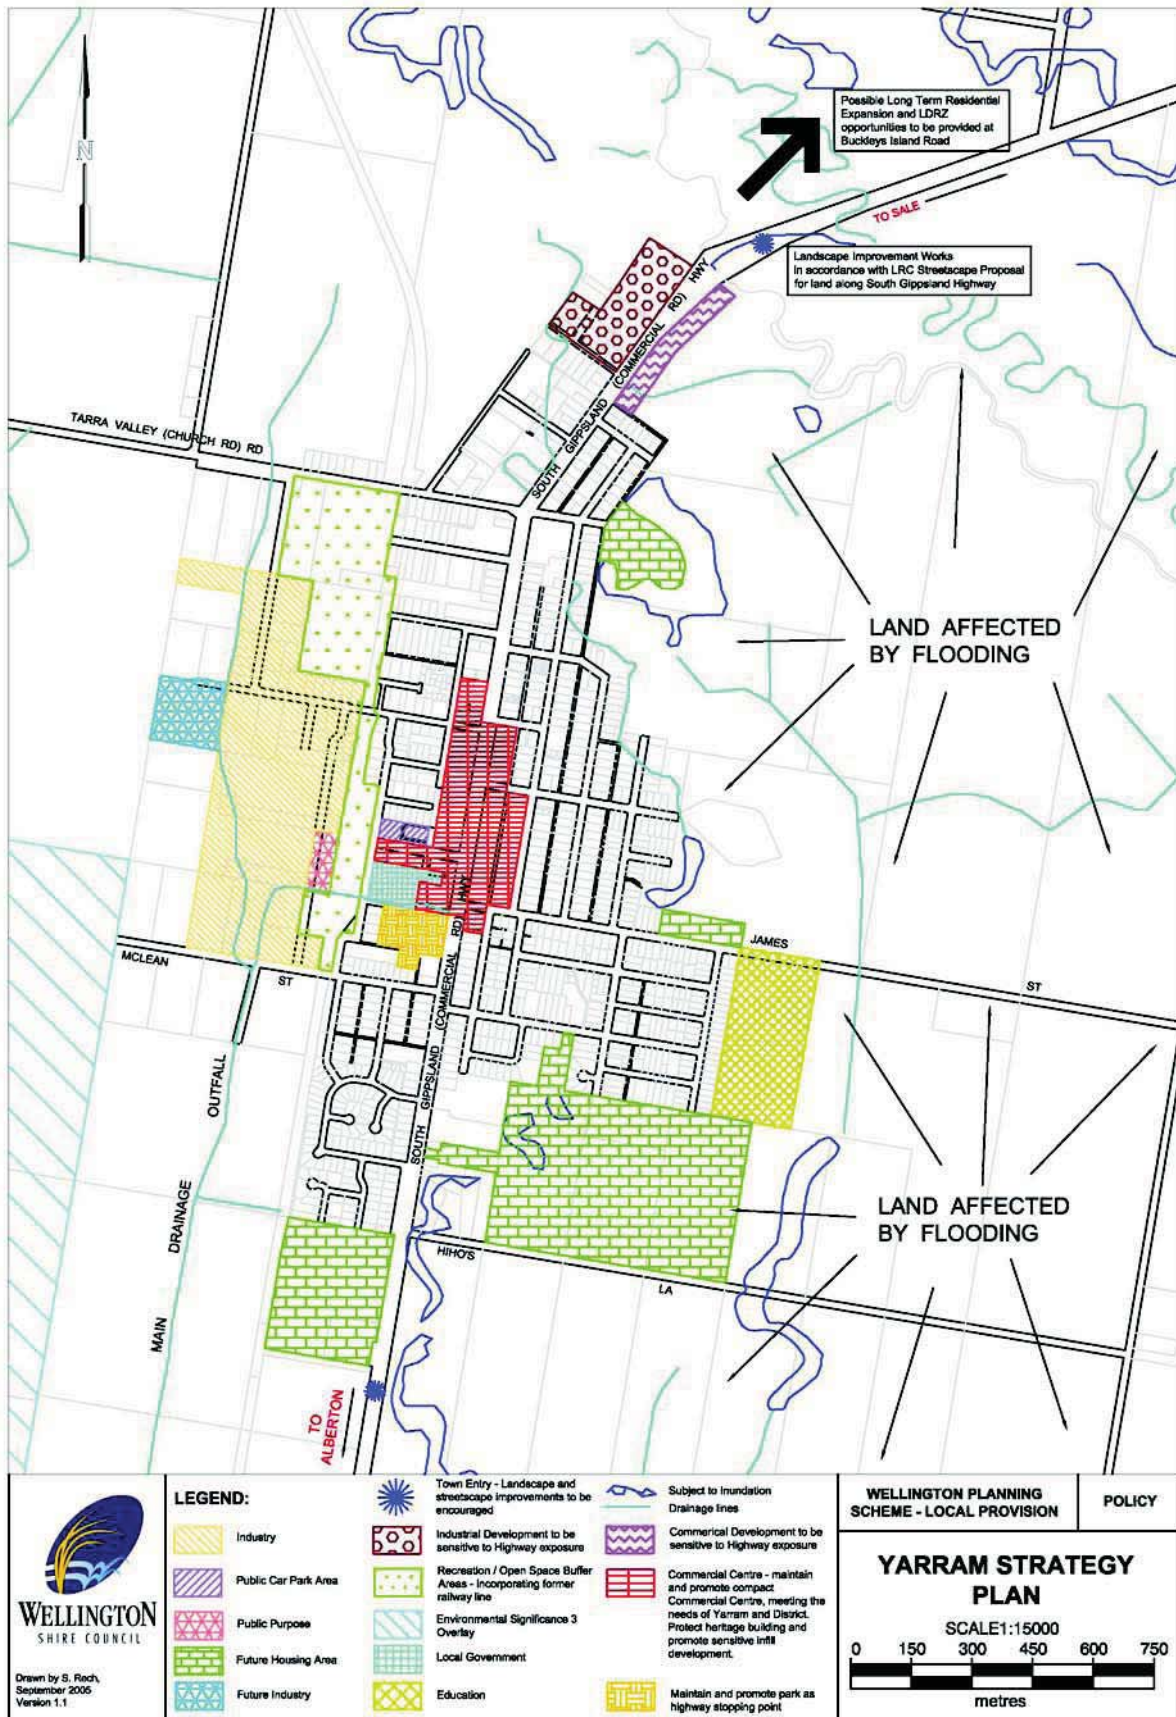 N
Possible Long Term Residential
Expansion and LDRZ
opportunities to be provided at
Buckleys Island Road
TO SALE
Landscape Improvement Works
in accordance with LRC Streetscape Proposal
for land along South Gippsland Highway
HWY
(COMMERCIAL RD)
SOUTH GIPPSLAND
TARRA VALLEY (CHURCH RD) RD
LAND AFFECTED
BY FLOODING
HWY
(COMMERCIAL RD)
SOUTH GIPPSLAND
JAMES
ST
MCLEAN
ST
OUTFALL
DRAINAGE
MAIN
LAND AFFECTED
BY FLOODING
HIHO'S
LA
TO
ALBERTON
WELLINGTON
SHIRE COUNCIL
Drawn by S. Rech,
September 2005
Version 1.1
LEGEND:
Industry
Public Car Park Area
Public Purpose
Future Housing Area
Future Industry
Town Entry - Landscape and
streetscape improvements to be
encouraged
Industrial Development to be
sensitive to Highway exposure
Recreation / Open Space Buffer
Areas - Incorporating former
railway line
Environmental Significance 3
Overlay
Local Government
Education
Subject to Inundation
Drainage lines
Commerical Development to be
sensitive to Highway exposure
Commercial Centre - maintain
and promote compact
Commercial Centre, meeting the
needs of Yarram and District.
Protect heritage building and
promote sensitive infill
development.
Maintain and promote park as
highway stopping point
WELLINGTON PLANNING
SCHEME - LOCAL PROVISION
POLICY
YARRAM STRATEGY
PLAN
SCALE1:15000
0 150 300 450 600 750
metres